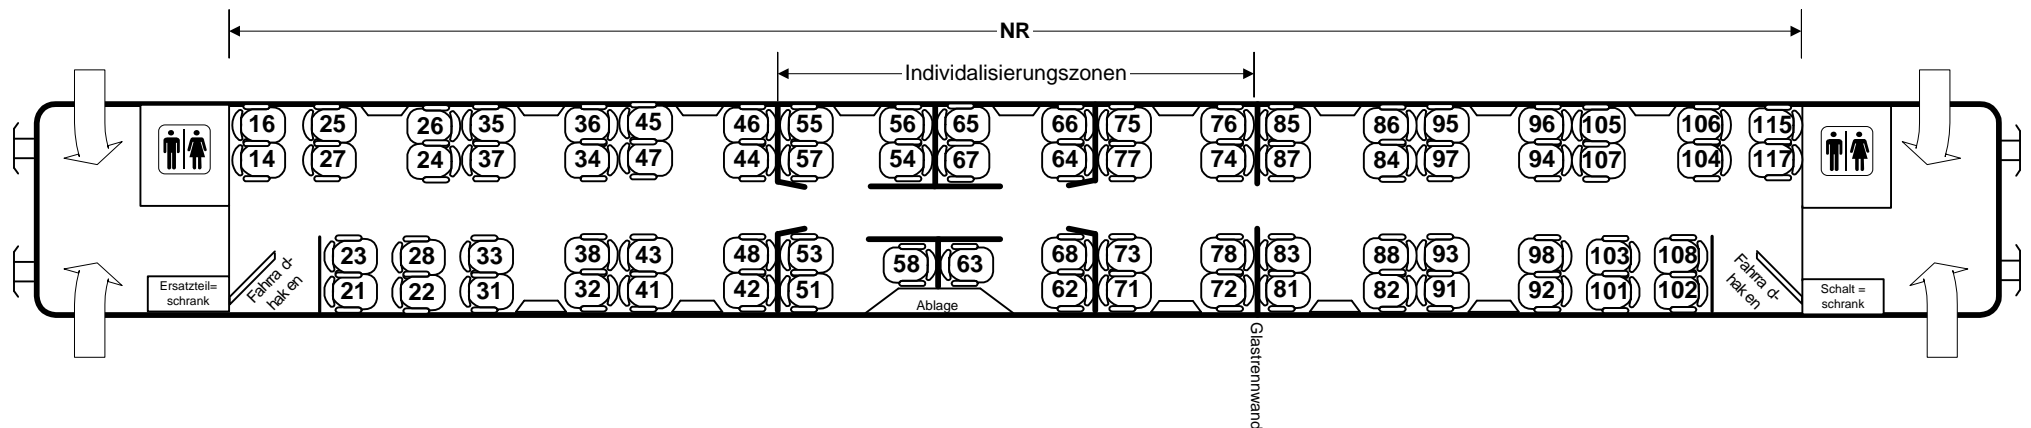 NR
Individalisierungszonen
16 25 26 35 36 45 46 55 56 65 66 75 76 85 86 95 96 105 106 115
14 27 24 37 34 47 44 57 54 67 64 77 74 87 84 97 94 107 104 117
23 28 33 38 43 48 53 58 63 68 73 78 83 88 93 98 103 108
21 22 31 32 41 42 51 62 71 72 81 82 91 92 101 102
Ersatzteil=
schrank
Fahrra d-
hak en
Ablage
Fahrra d-
hak en
Schalt =
schrank
Glastrennwand